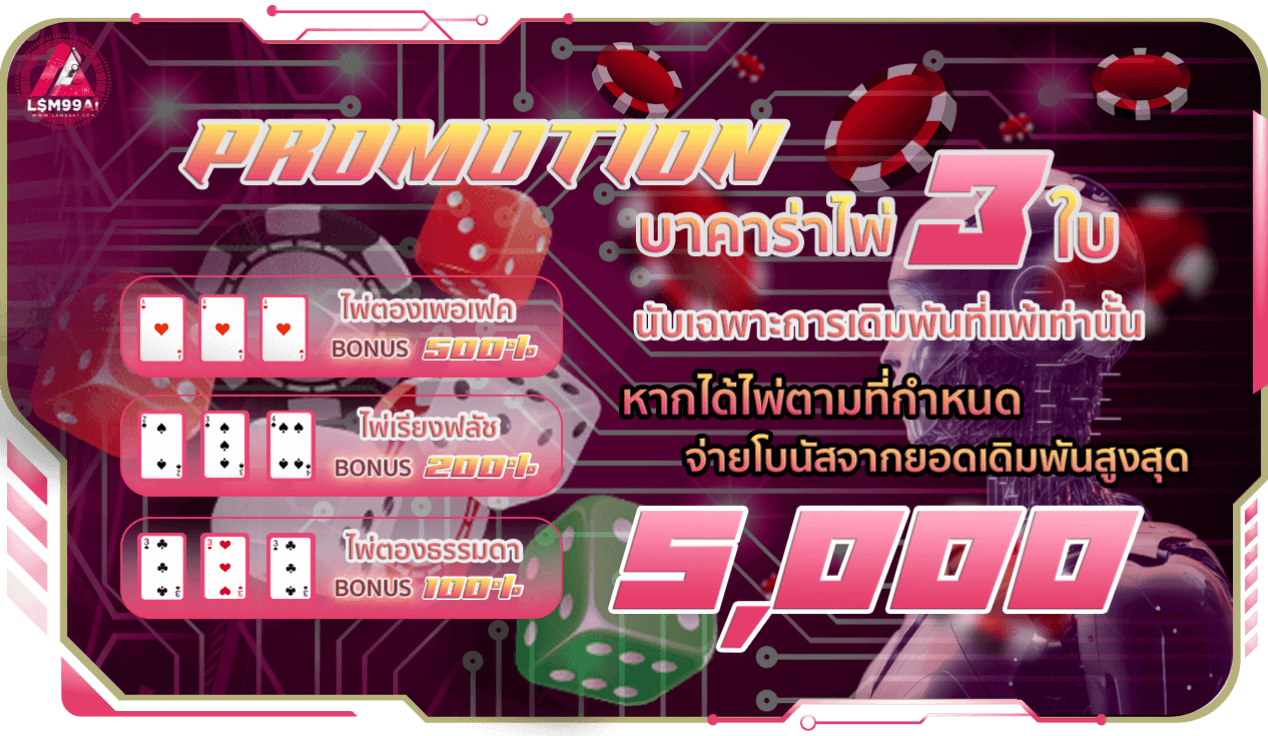 LSM99Ai
WWW.LSM99AI.COM
PROMOTION
บาคาร่าไพ่ 3 ใบ
นับเฉพาะการเดิมพันที่แพ้เท่านั้น
หากได้ไพ่ตามที่กำหนด
จ่ายโบนัสจากยอดเดิมพันสูงสุด
5,000
ไพ่ตองเพอเฟค
BONUS 500%
ไพ่เรียงฟลัช
BONUS 200%
ไพ่ตองธรรมดา
BONUS 100%